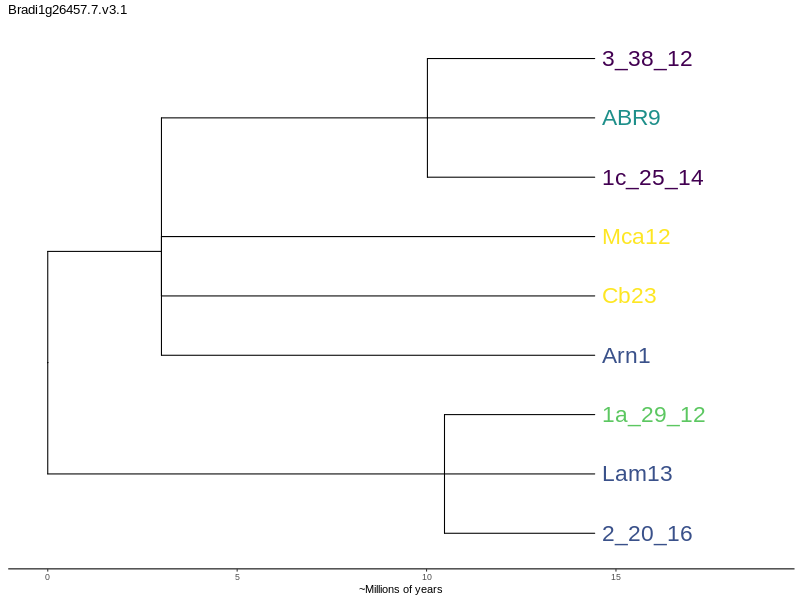 Bradi1g26457.7.v3.1
3_38_12
ABR9
1c_25_14
Mca12
Cb23
Arn1
1a_29_12
Lam13
2_20_16
0 5 10 15
~Millions of years